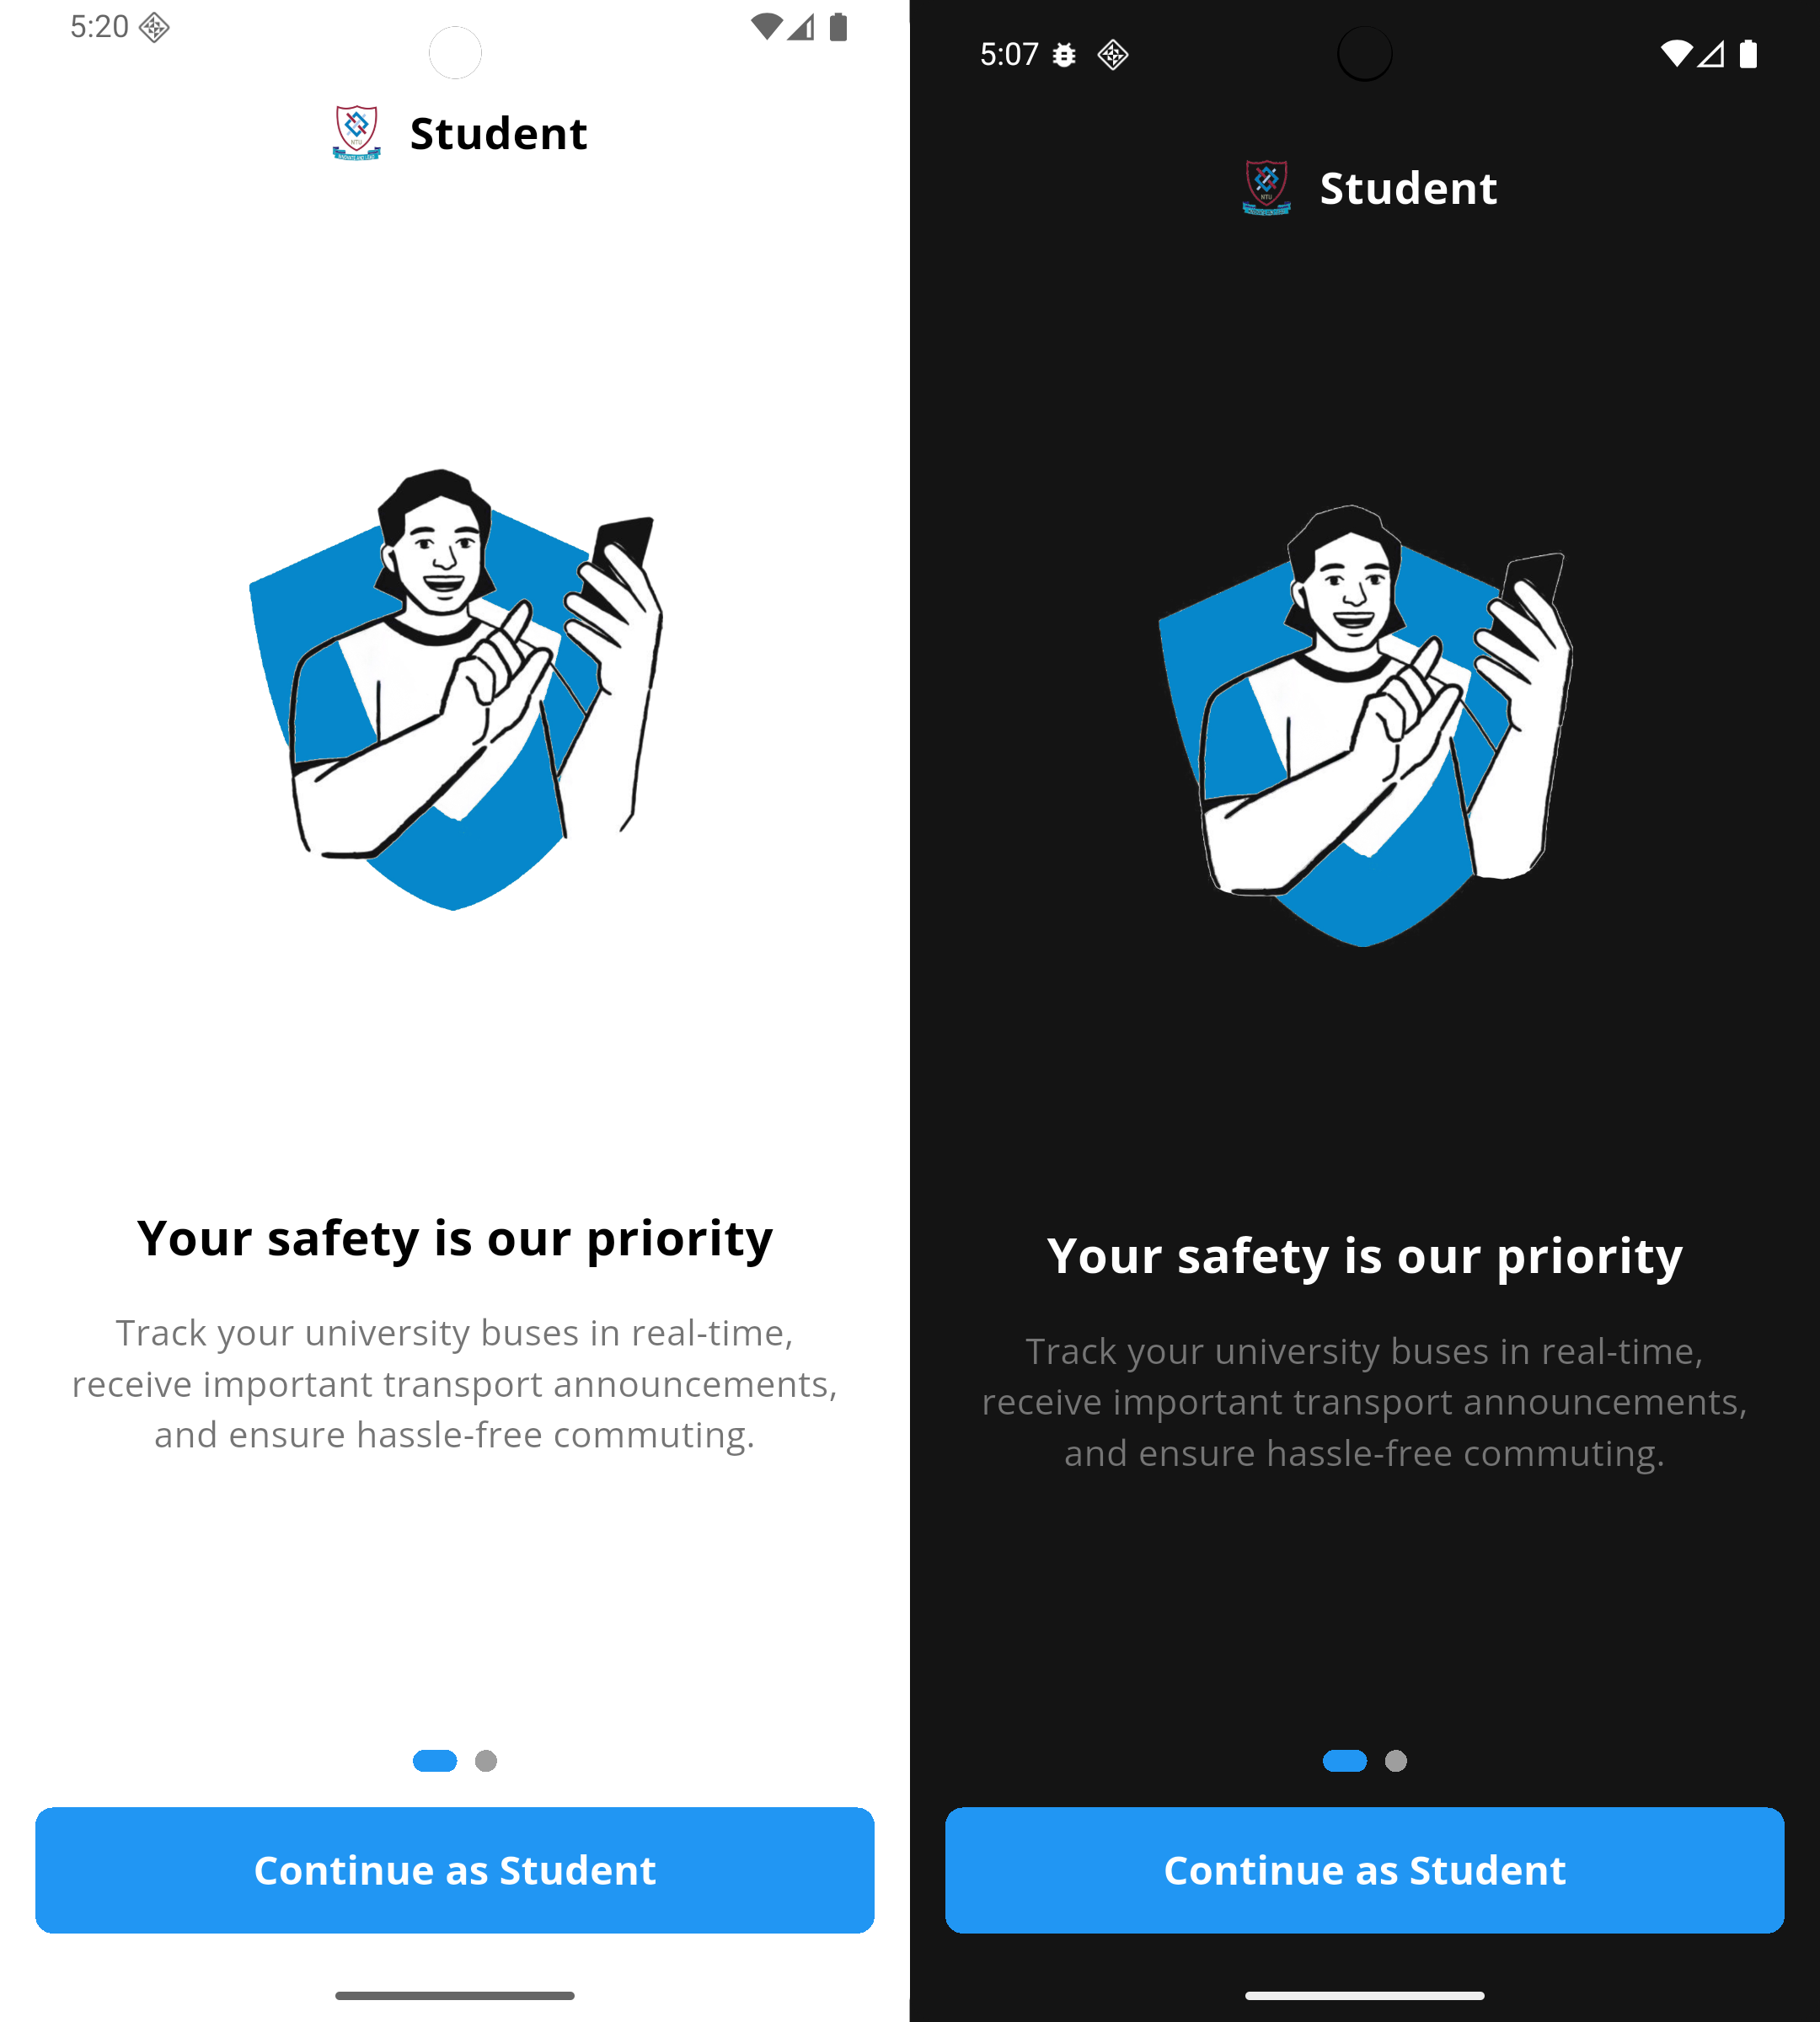 5:20
NTU
Student
Your safety is our priority
Track your university buses in real-time,
receive important transport announcements,
and ensure hassle-free commuting.
Continue as Student
5:07
NTU
Student
Your safety is our priority
Track your university buses in real-time,
receive important transport announcements,
and ensure hassle-free commuting.
Continue as Student